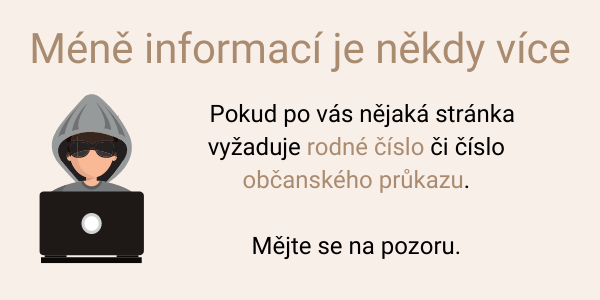 Méně informací je někdy více
Pokud po vás nějaká stránka
vyžaduje rodné číslo či číslo
občanského průkazu.
Mějte se na pozoru.